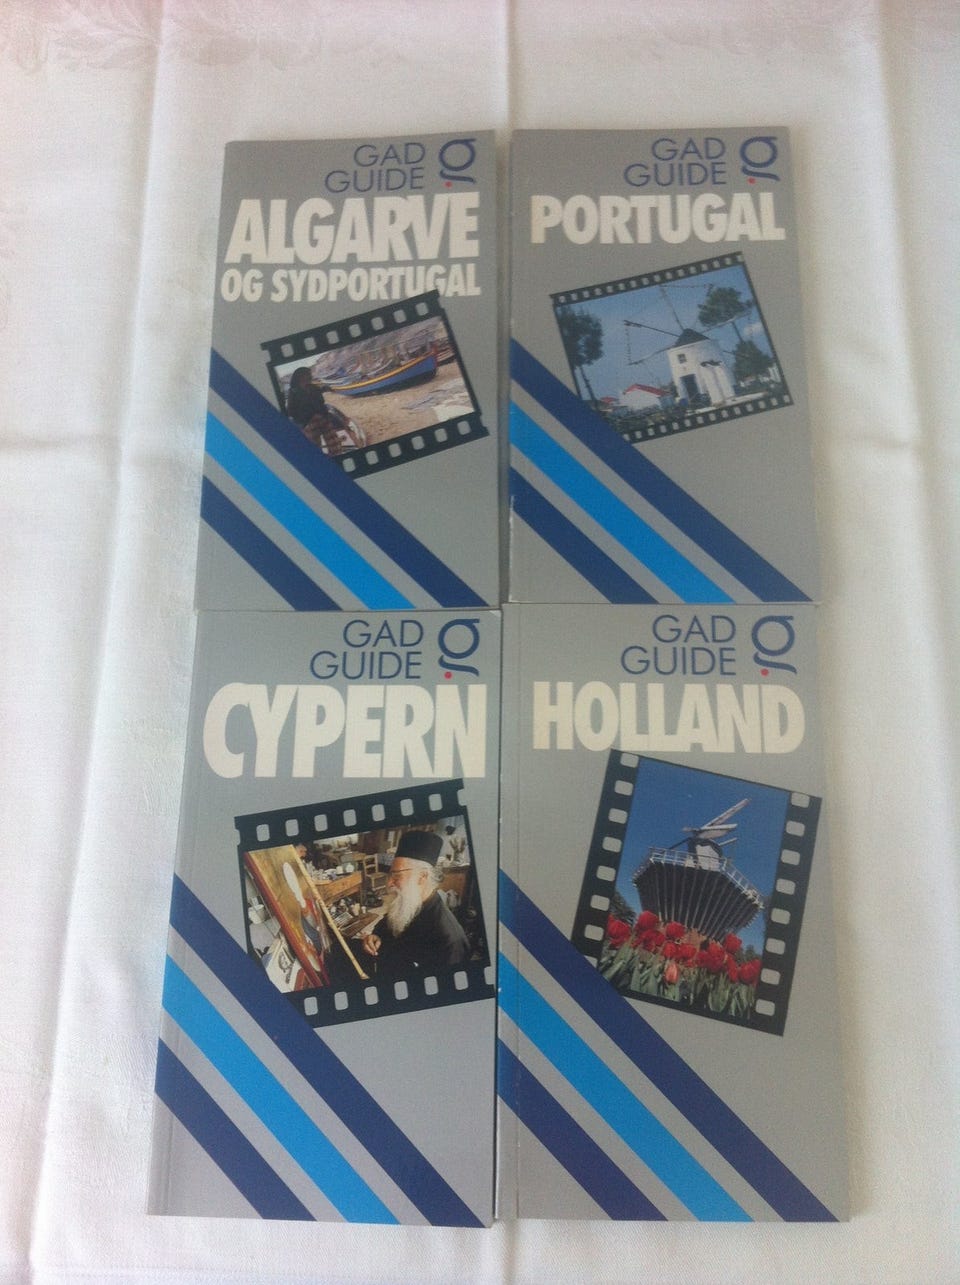 GAD
GUIDE
ALGARVE
OG SYDPORTUGAL
GAD
GUIDE
PORTUGAL
GAD
GUIDE
CYPERN
GAD
GUIDE
HOLLAND